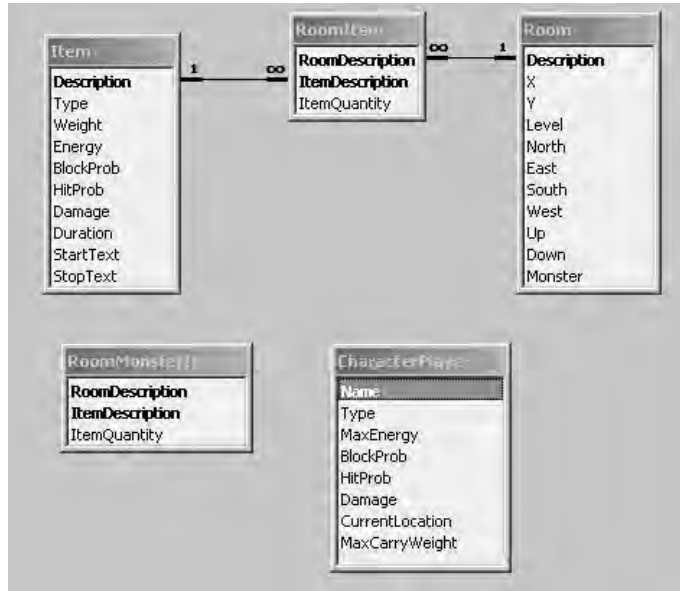 Item
Description
Type
Weight
Energy
BlockProb
HitProb
Damage
Duration
StartText
StopText
1
∞
RoomItem
RoomDescription
ItemDescription
ItemQuantity
∞
1
Room
Description
X
Y
Level
North
East
South
West
Up
Down
Monster
RoomMonsterIt
RoomDescription
ItemDescription
ItemQuantity
CharacterPlayer
Name
Type
MaxEnergy
BlockProb
HitProb
Damage
CurrentLocation
MaxCarryWeight